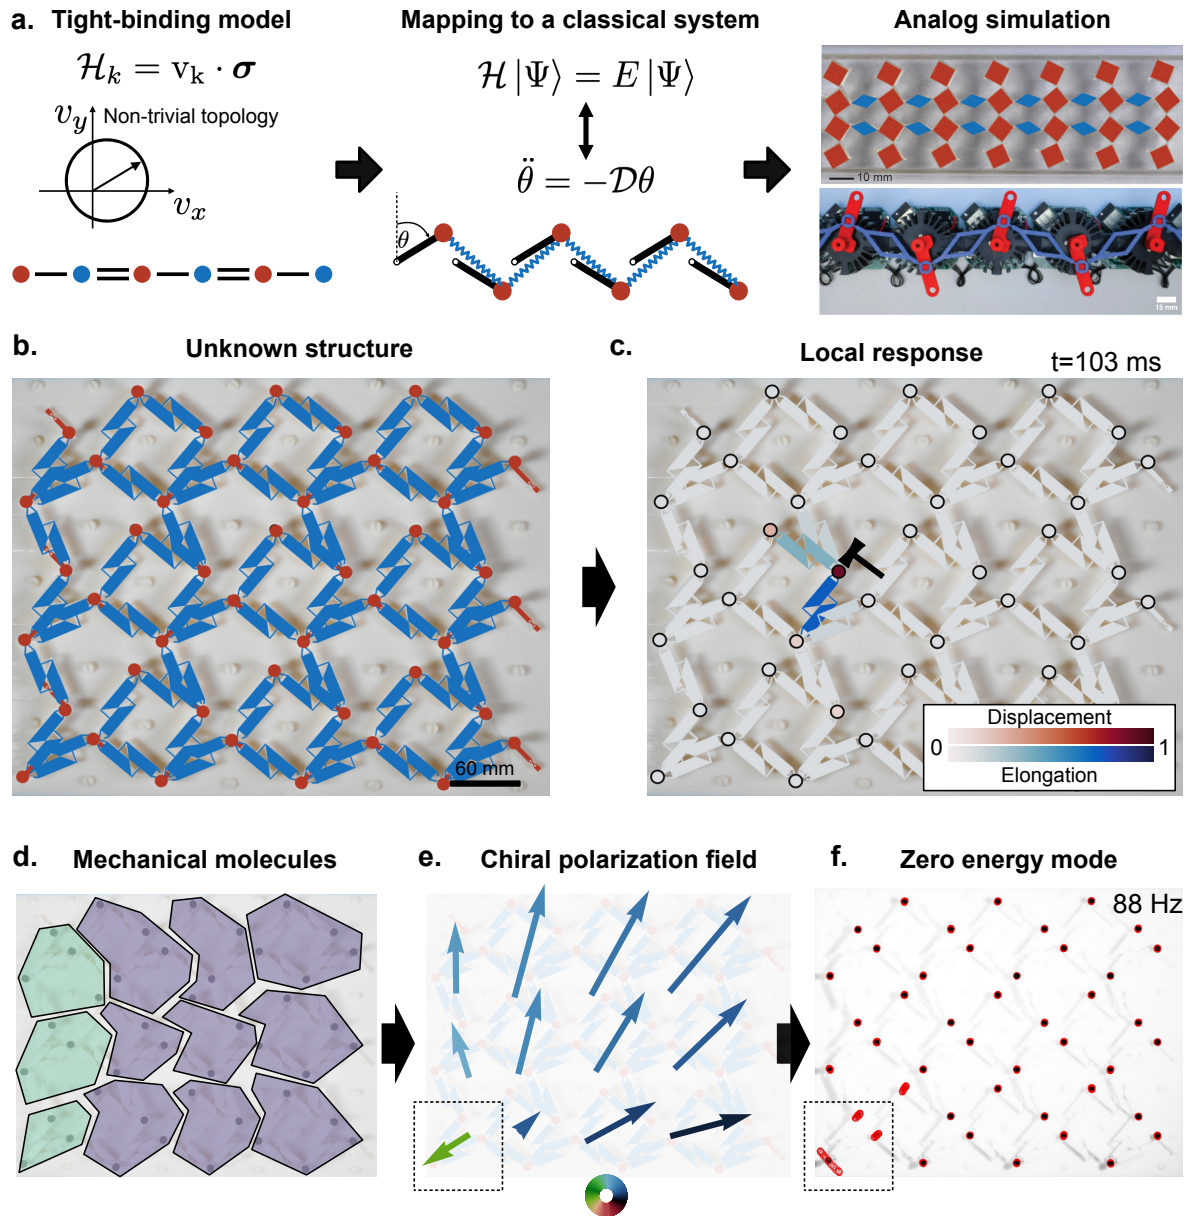 a. Tight-binding model
Mapping to a classical system
Analog simulation
ℋₖ = vₖ · σ
ℋ |Ψ⟩ = E |Ψ⟩
v_y
Non-trivial topology
v_x
θ̈ = −𝒟θ
θ
10 mm
15 mm
b. Unknown structure
c. Local response
t=103 ms
60 mm
Displacement
0
1
Elongation
d. Mechanical molecules
e. Chiral polarization field
f. Zero energy mode
88 Hz